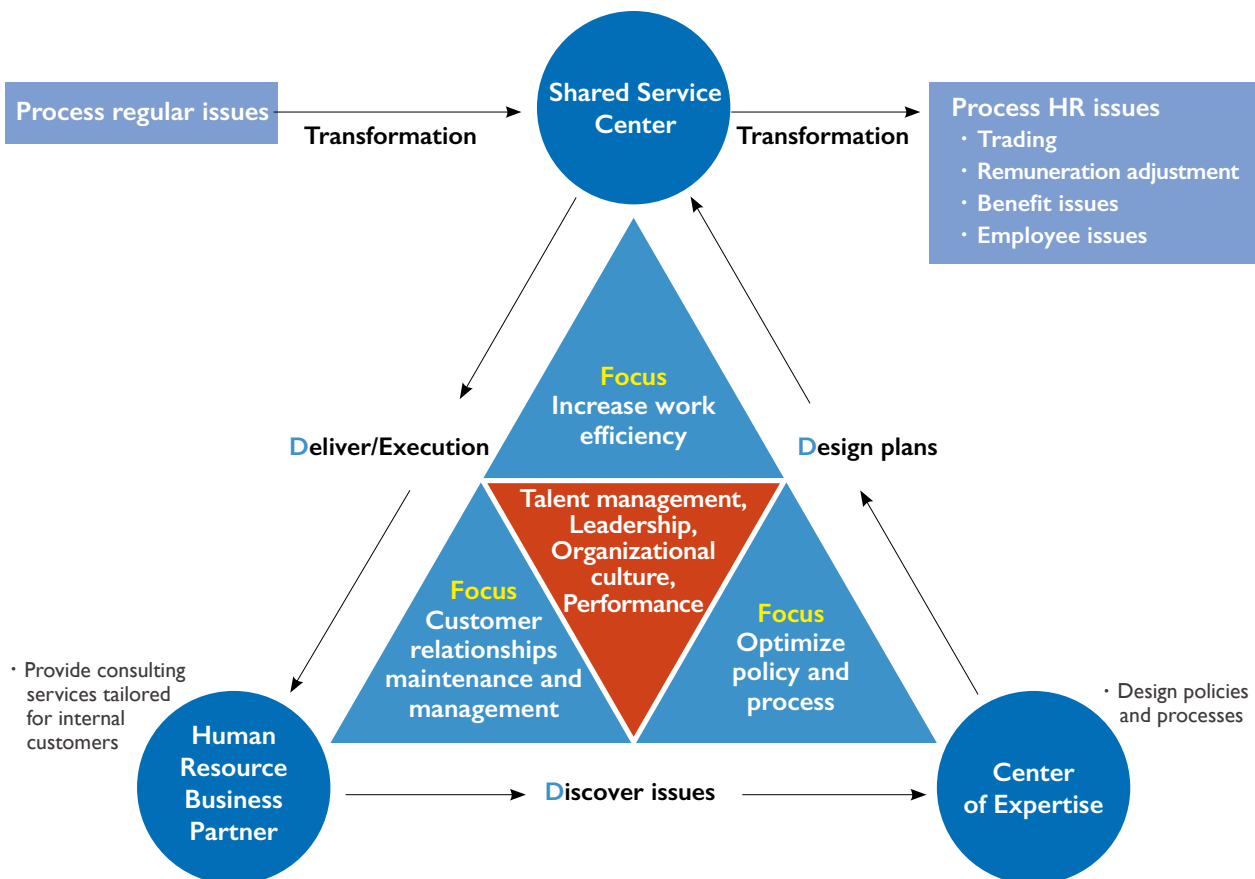 Shared Service
Center
Process regular issues
Transformation
Transformation
Process HR issues
· Trading
· Remuneration adjustment
· Benefit issues
· Employee issues
Focus
Increase work
efficiency
Deliver/Execution
Design plans
Talent management,
Leadership,
Organizational
culture,
Performance
Focus
Customer
relationships
maintenance and
management
Focus
Optimize
policy and
process
· Provide consulting
services tailored
for internal
customers
Human
Resource
Business
Partner
Discover issues
Center
of Expertise
· Design policies
and processes